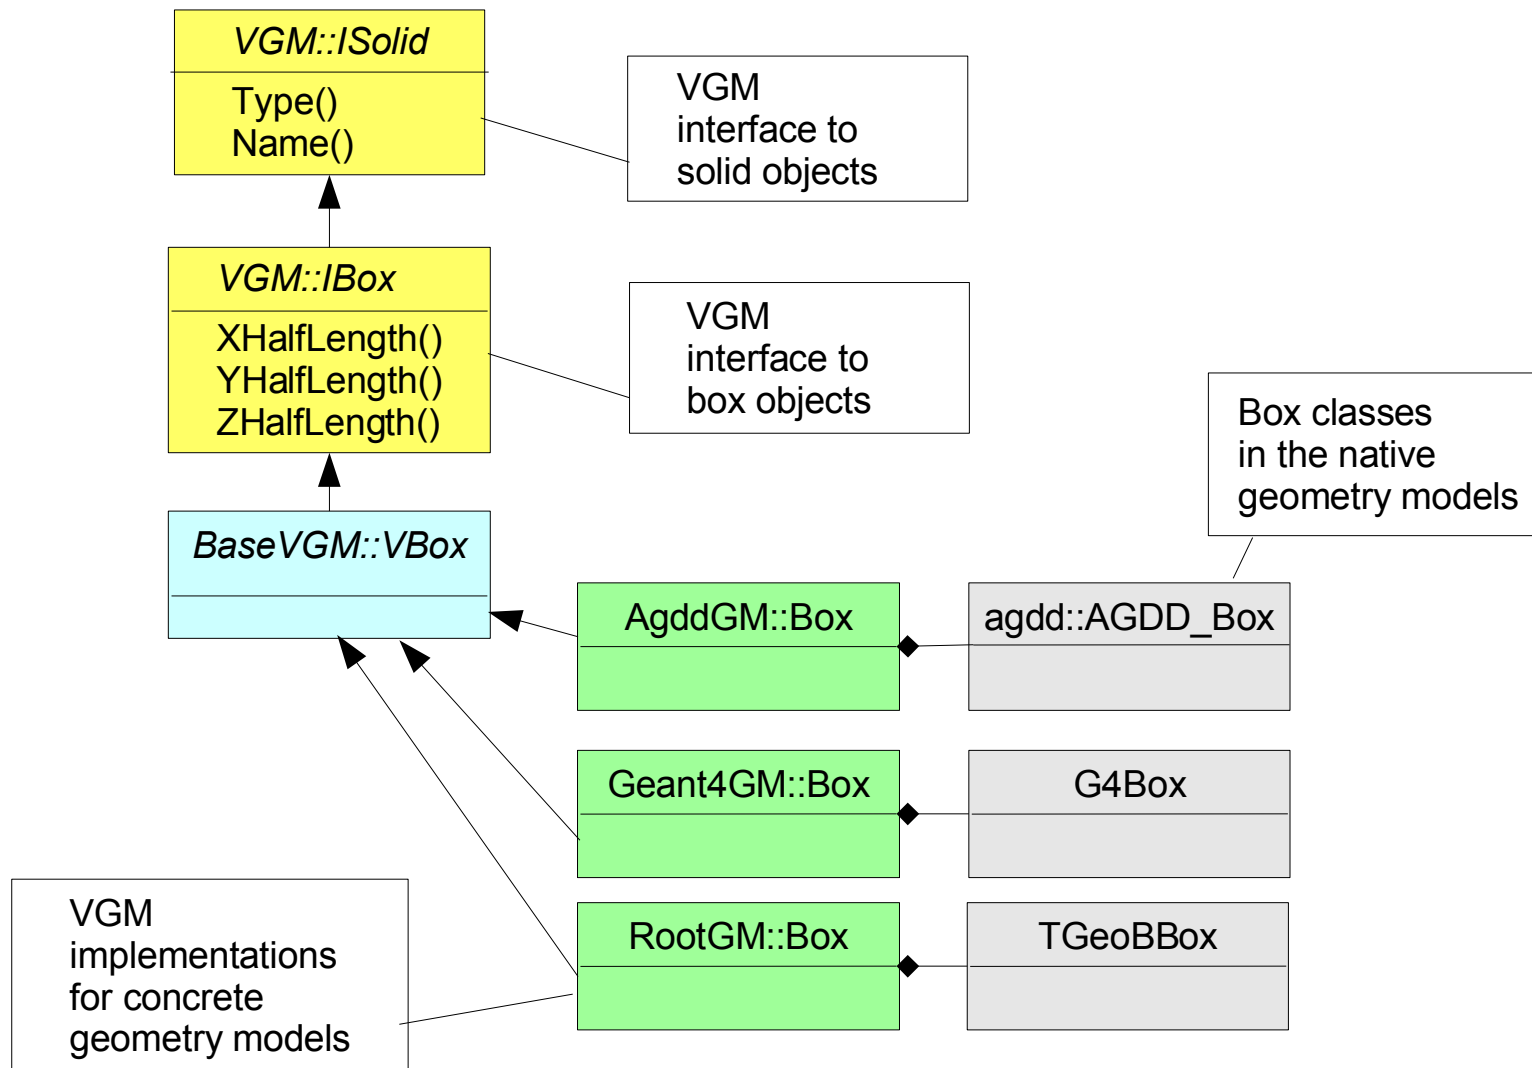 VGM::ISolid
Type()
Name()
VGM
interface to
solid objects
VGM::IBox
XHalfLength()
YHalfLength()
ZHalfLength()
VGM
interface to
box objects
Box classes
in the native
geometry models
BaseVGM::VBox
AgddGM::Box
agdd::AGDD_Box
Geant4GM::Box
G4Box
RootGM::Box
TGeoBBox
VGM
implementations
for concrete
geometry models